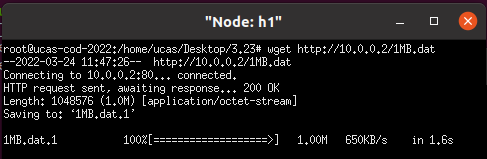 "Node: h1"
root@ucas-cod-2022:/home/ucas/Desktop/3.23# wget http://10.0.0.2/1MB.dat
--2022-03-24 11:47:26--  http://10.0.0.2/1MB.dat
Connecting to 10.0.0.2:80... connected.
HTTP request sent, awaiting response... 200 OK
Length: 1048576 (1.0M) [application/octet-stream]
Saving to: ‘1MB.dat.1’
1MB.dat.1           100%[===================>]   1.00M   650KB/s    in 1.6s